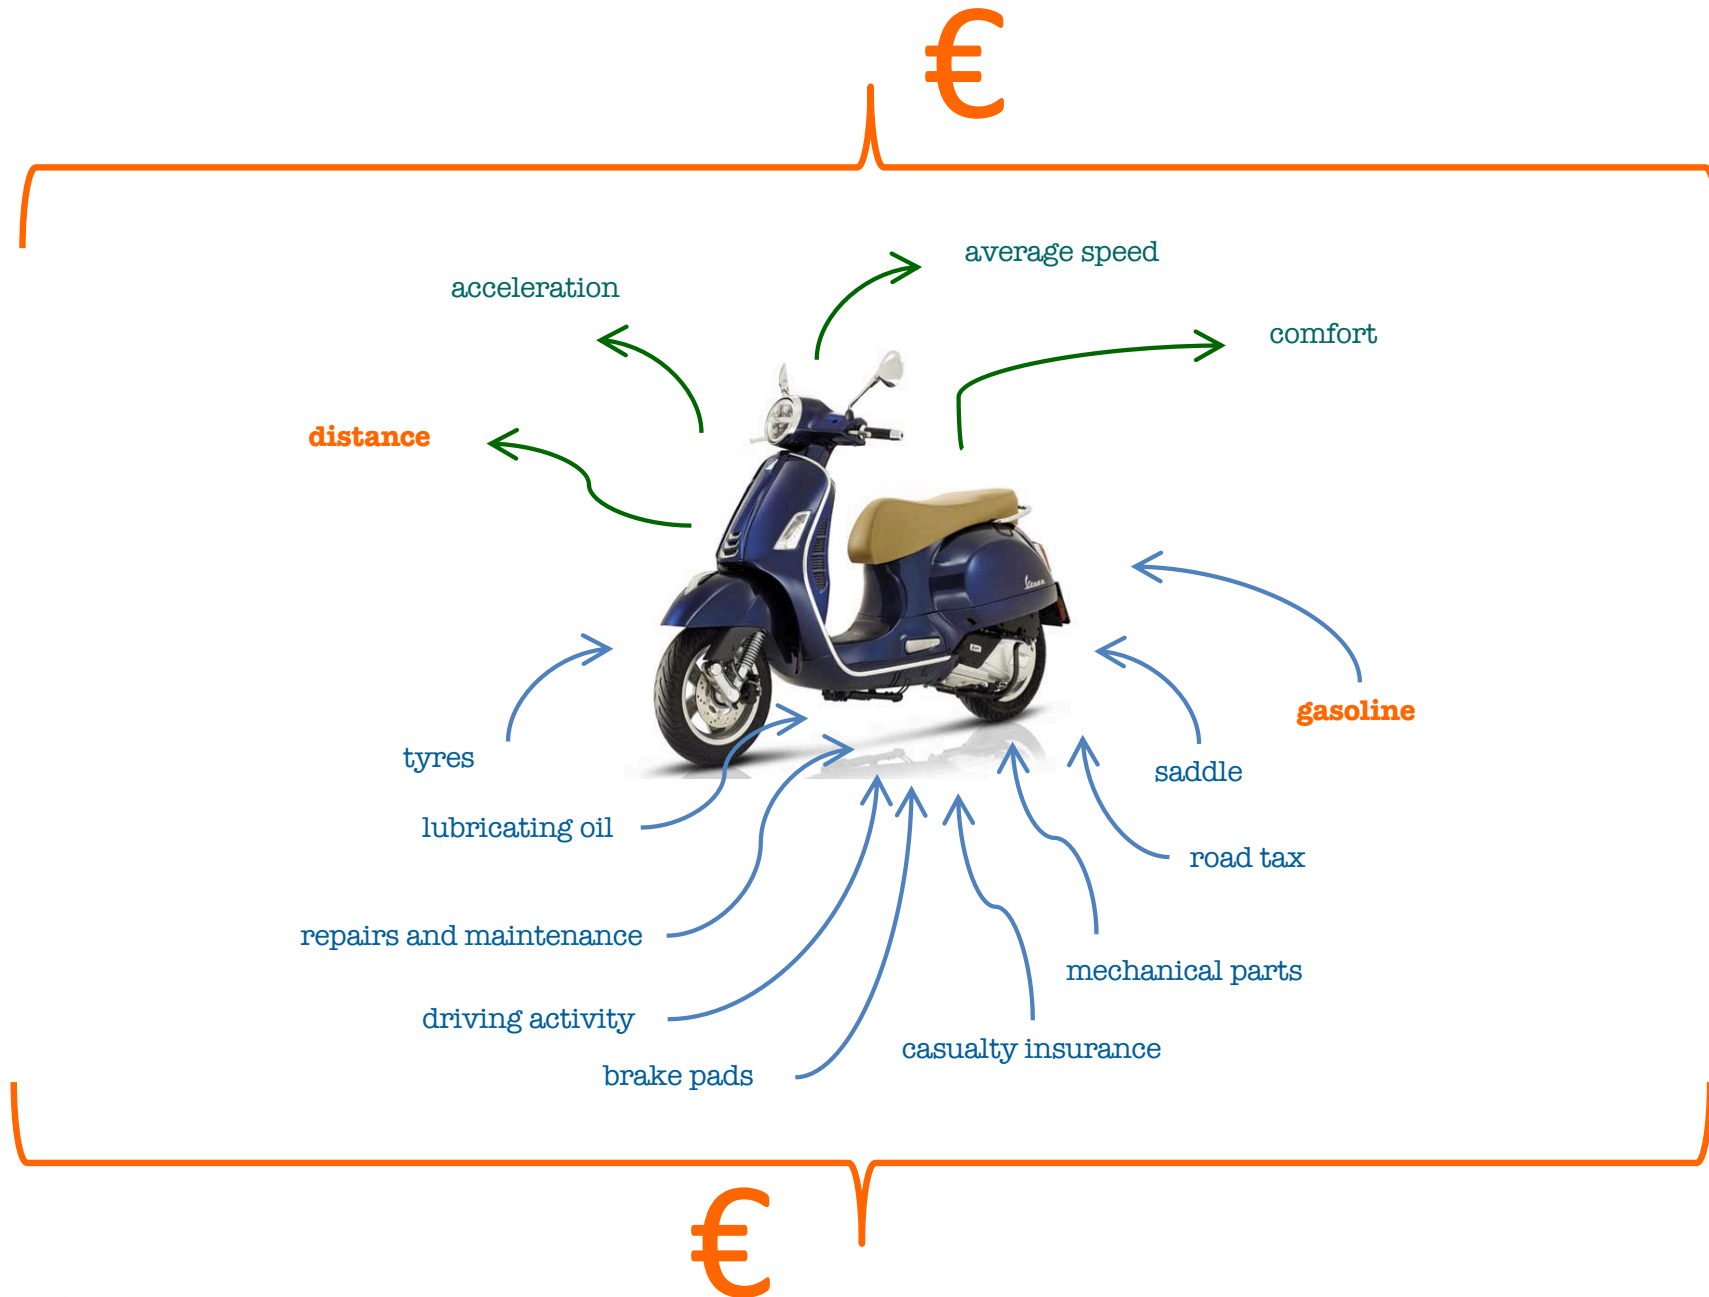 €
average speed
acceleration
comfort
distance
Vespa
gasoline
tyres
saddle
lubricating oil
road tax
repairs and maintenance
mechanical parts
driving activity
casualty insurance
brake pads
€